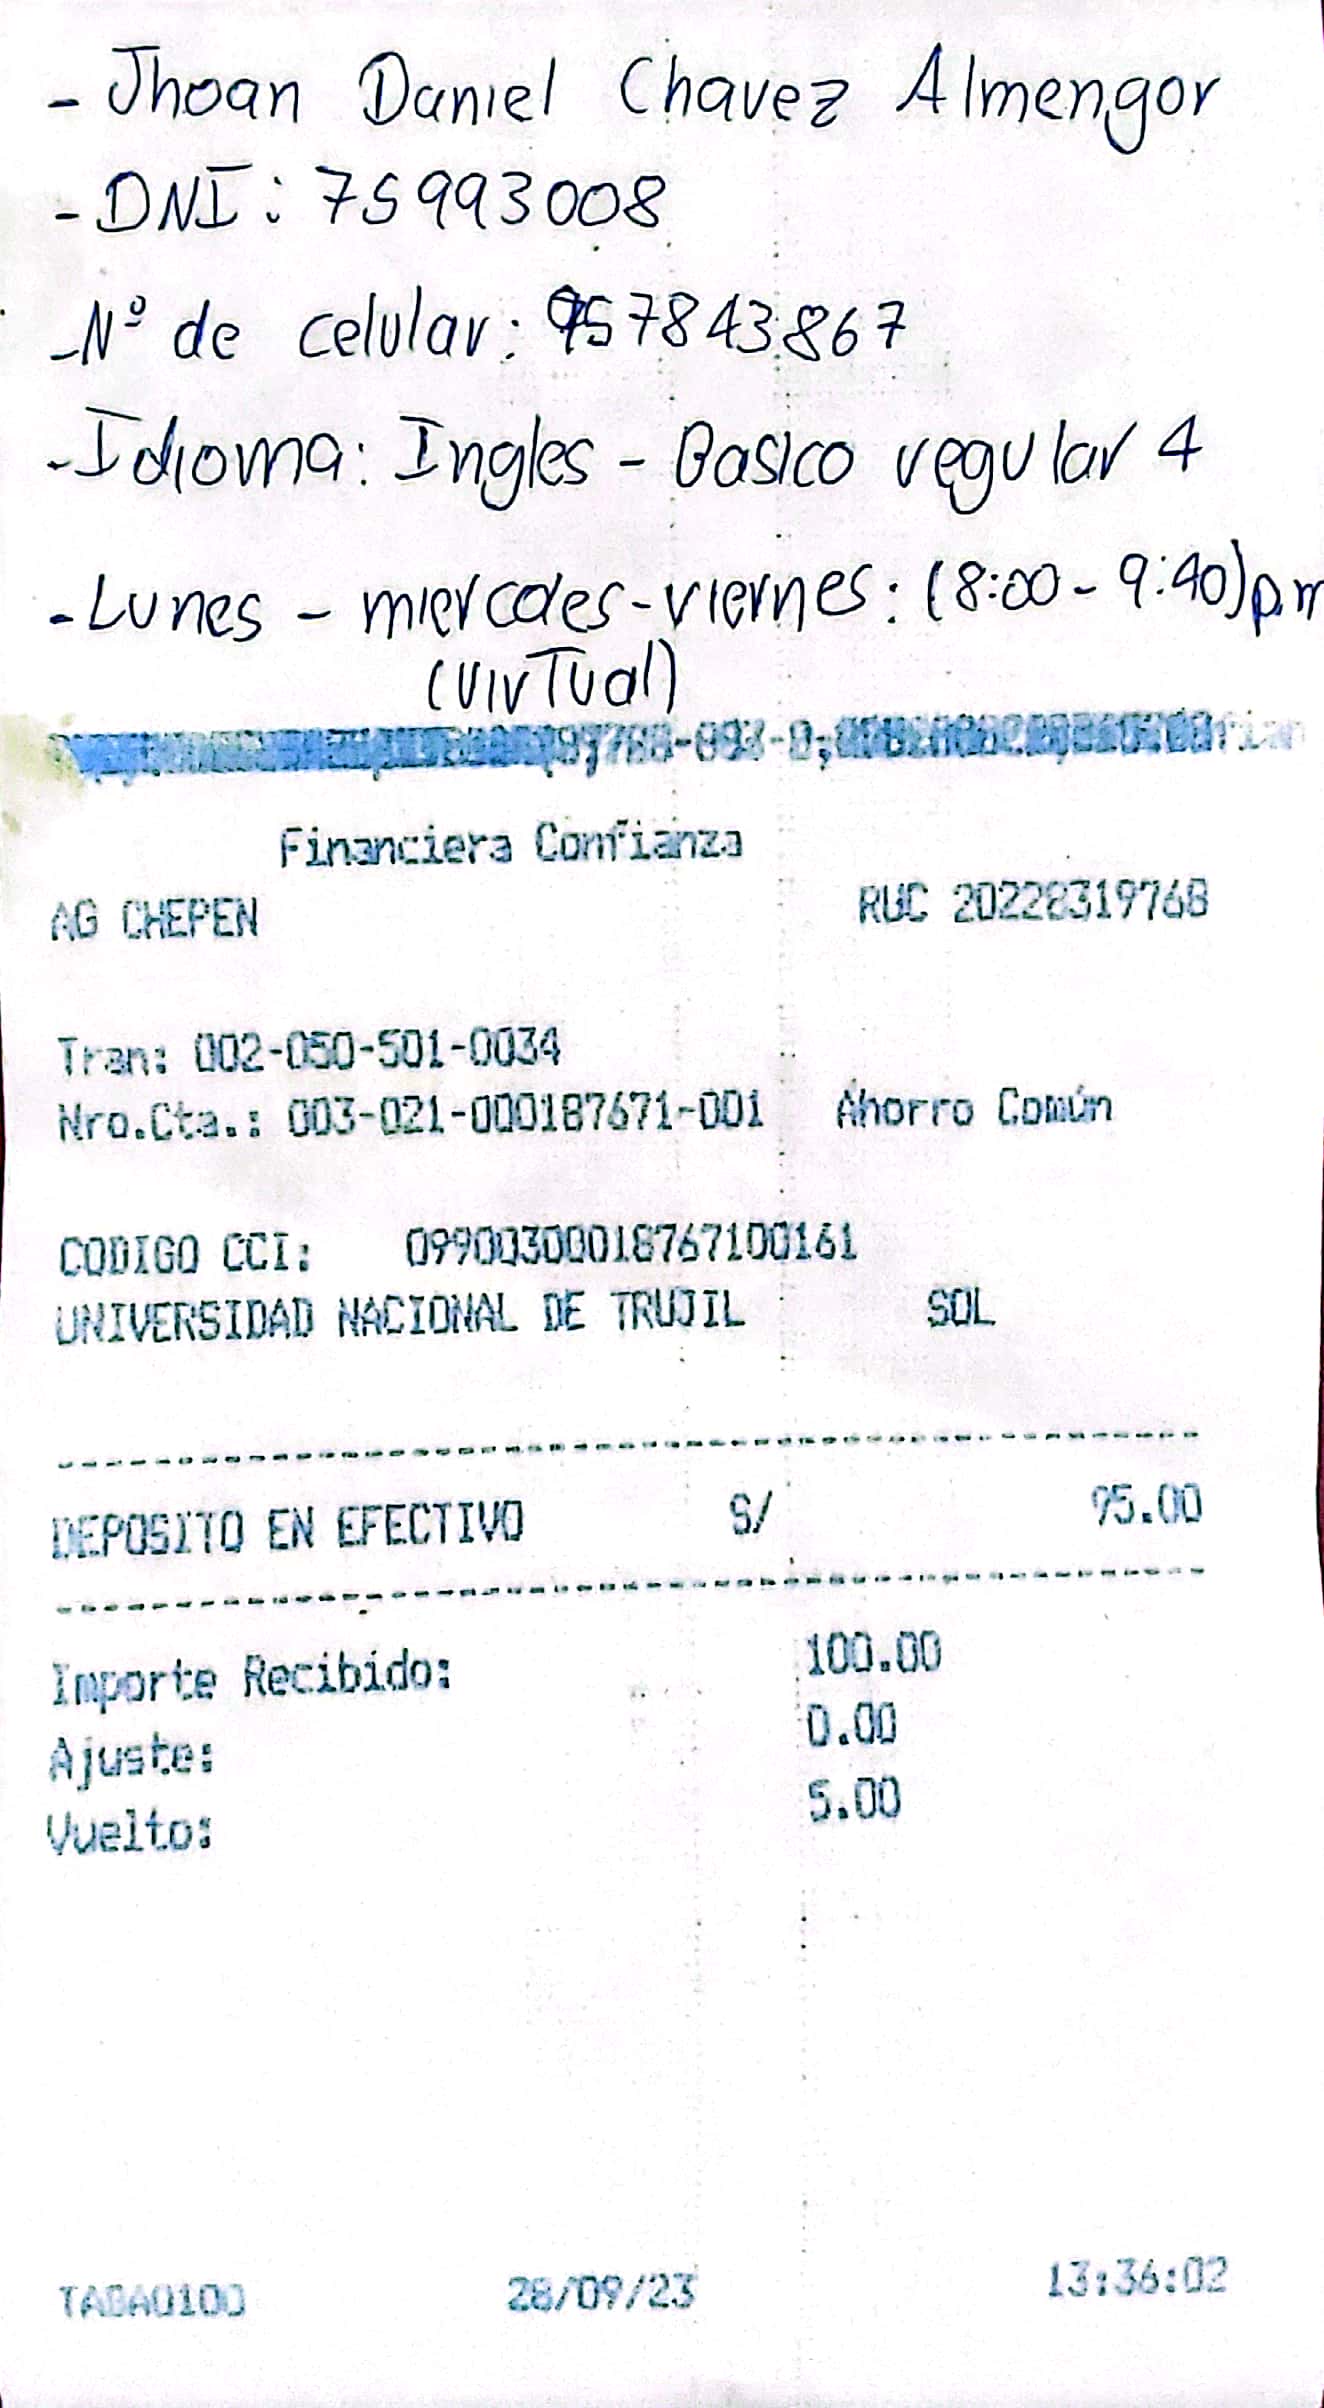 - Jhoan Daniel Chavez Almengor
- DNI: 75993008
- Nº de celular: 957843867
- Idioma: Ingles - Basico regular 4
- Lunes - miercoles-viernes: (8:00 - 9:40)p.m
(virtual)
Financiera Confianza
AG CHEPEN RUC 20228319768
Tran: 002-050-501-0034
Nro.Cta.: 003-021-000187671-001 Ahorro Común
CODIGO CCI: 09900300018767100161
UNIVERSIDAD NACIONAL DE TRUJIL SOL
DEPOSITO EN EFECTIVO S/ 95.00
Importe Recibido: 100.00
Ajuste: 0.00
Vuelto: 5.00
28/09/23 13:36:02